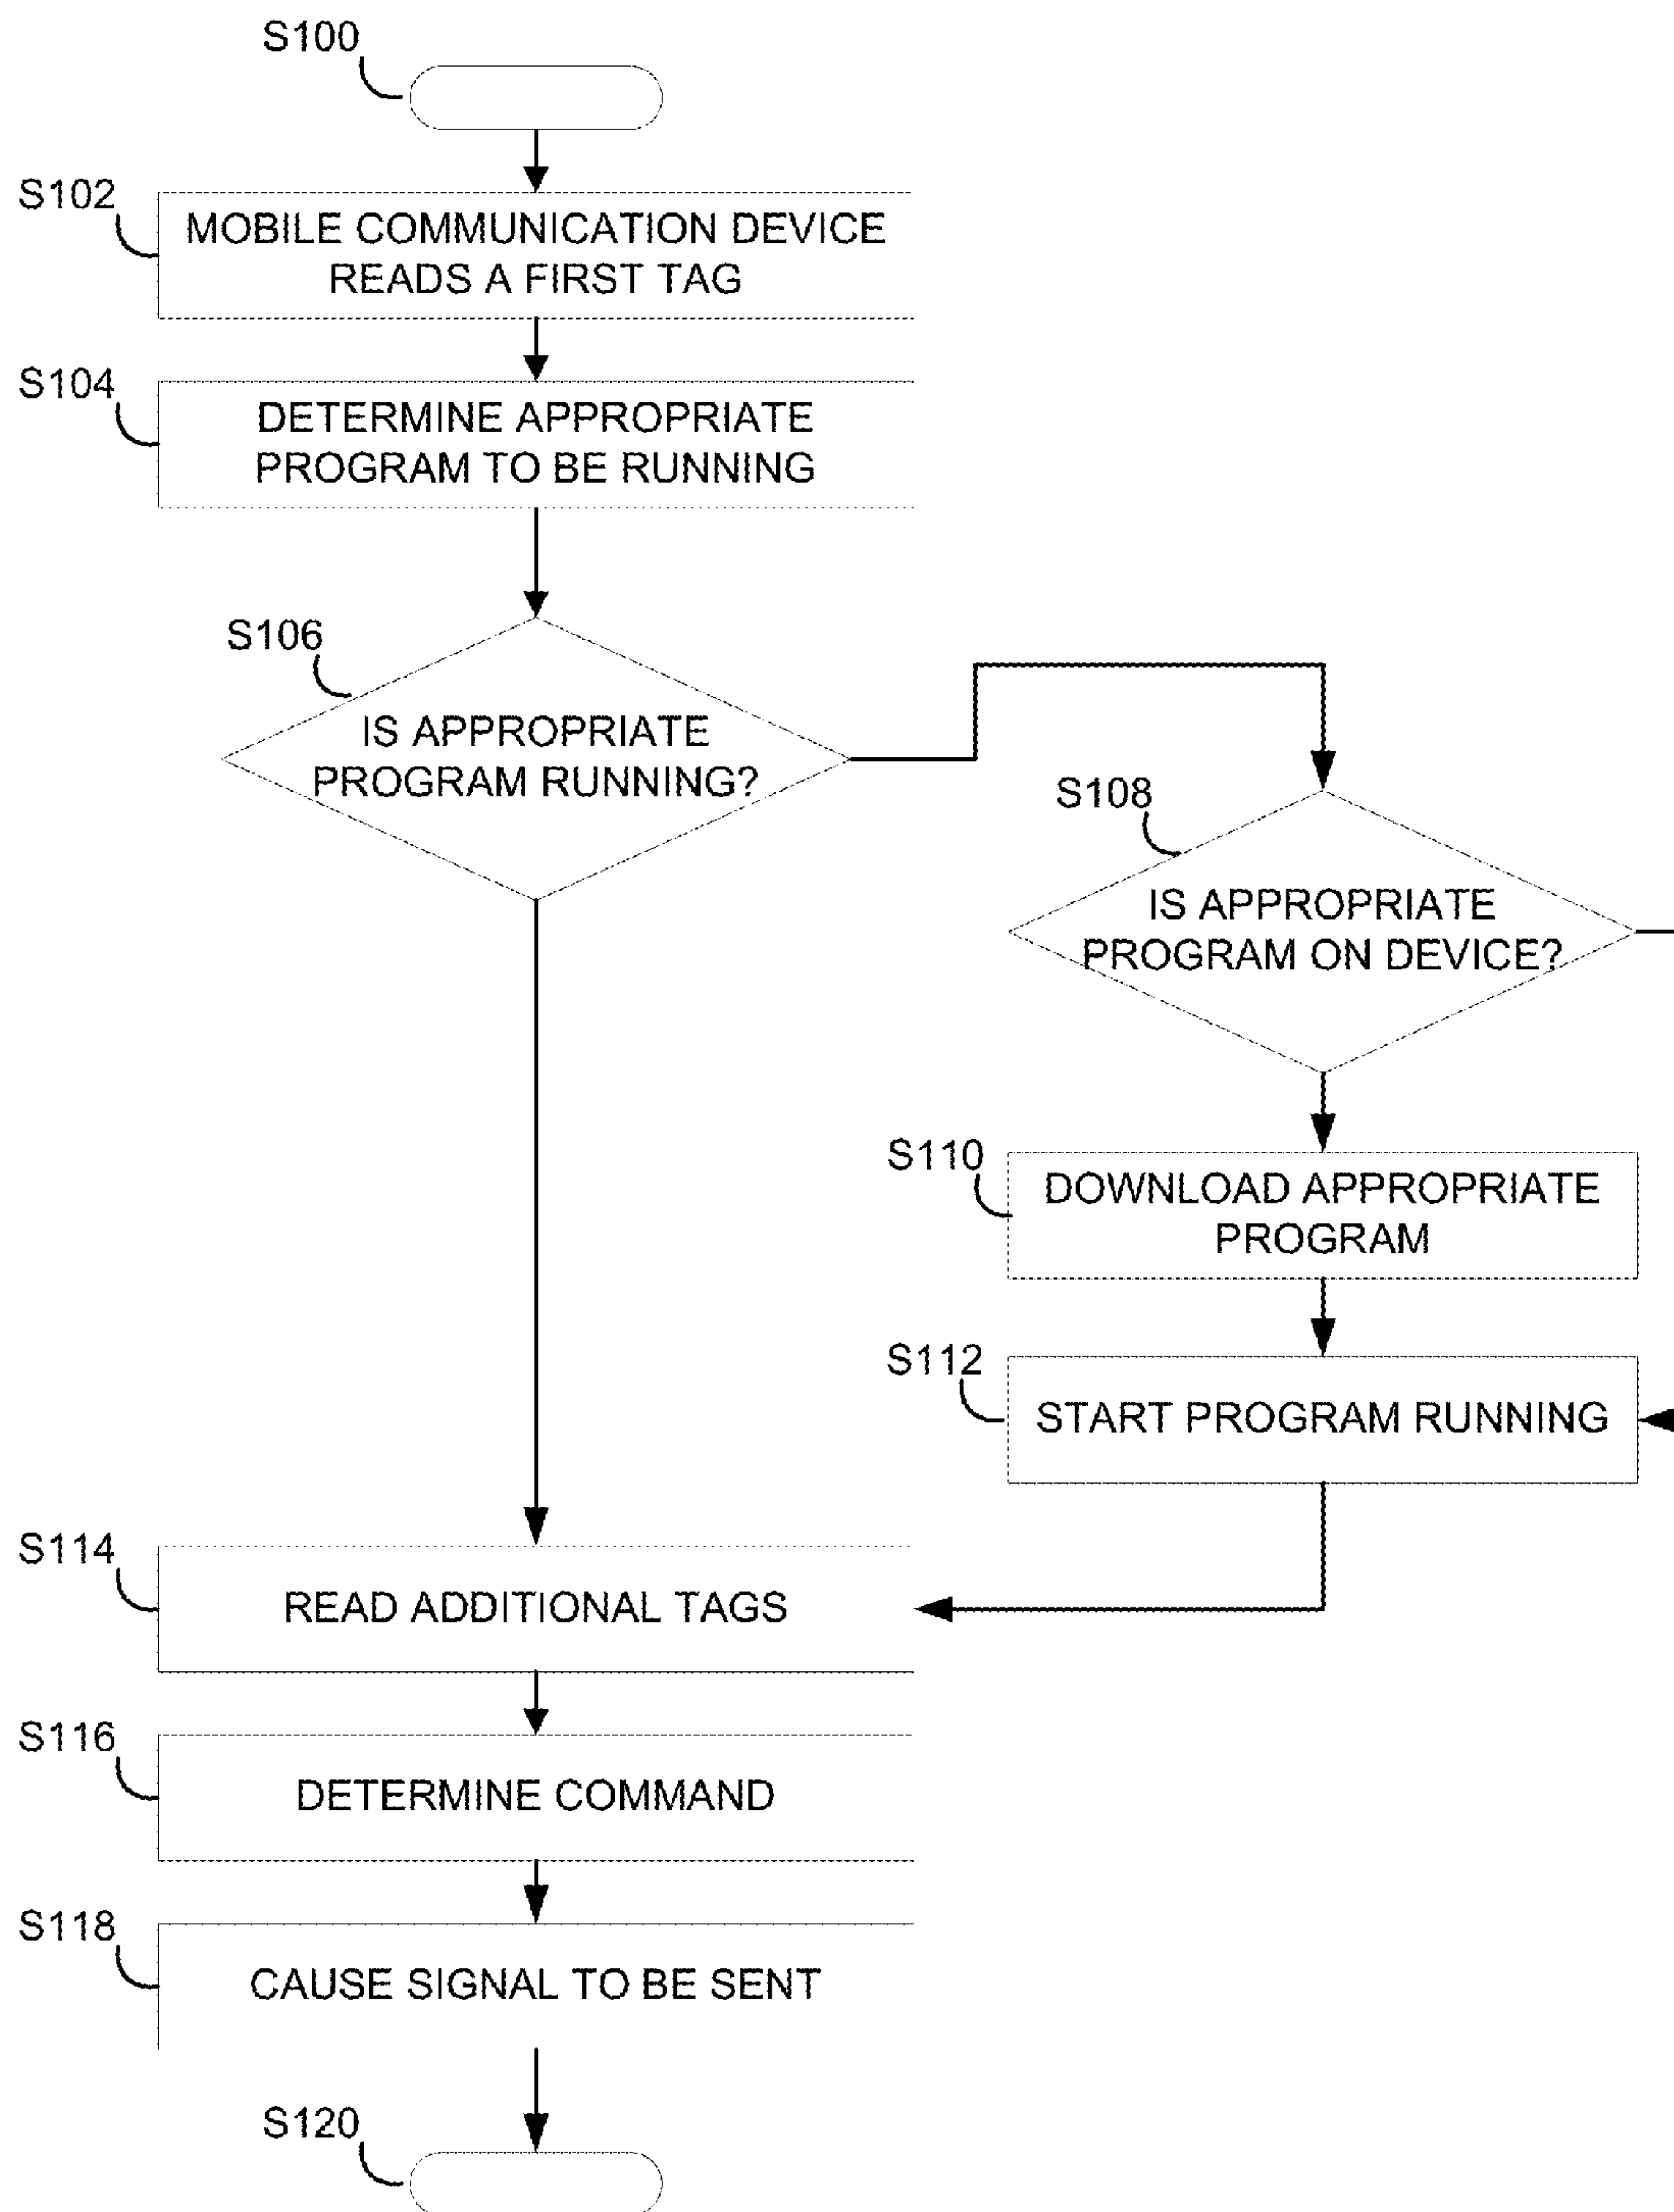 S100
S102
MOBILE COMMUNICATION DEVICE
READS A FIRST TAG
S104
DETERMINE APPROPRIATE
PROGRAM TO BE RUNNING
S106
IS APPROPRIATE
PROGRAM RUNNING?
S108
IS APPROPRIATE
PROGRAM ON DEVICE?
S110
DOWNLOAD APPROPRIATE
PROGRAM
S112
START PROGRAM RUNNING
S114
READ ADDITIONAL TAGS
S116
DETERMINE COMMAND
S118
CAUSE SIGNAL TO BE SENT
S120